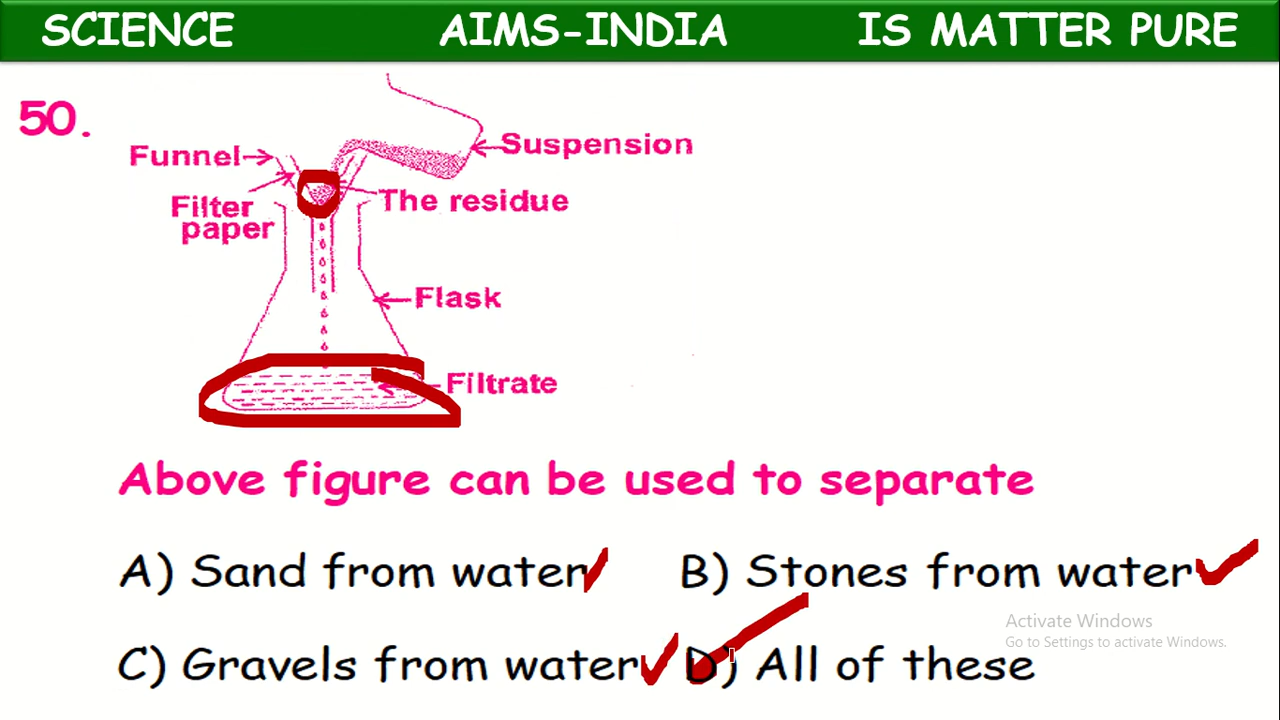 SCIENCE AIMS-INDIA IS MATTER PURE
50.
Suspension
Funnel
Filter
paper
The residue
Flask
Filtrate
Above figure can be used to separate
A) Sand from water
B) Stones from water
C) Gravels from water
D) All of these
Activate Windows
Go to Settings to activate Windows.